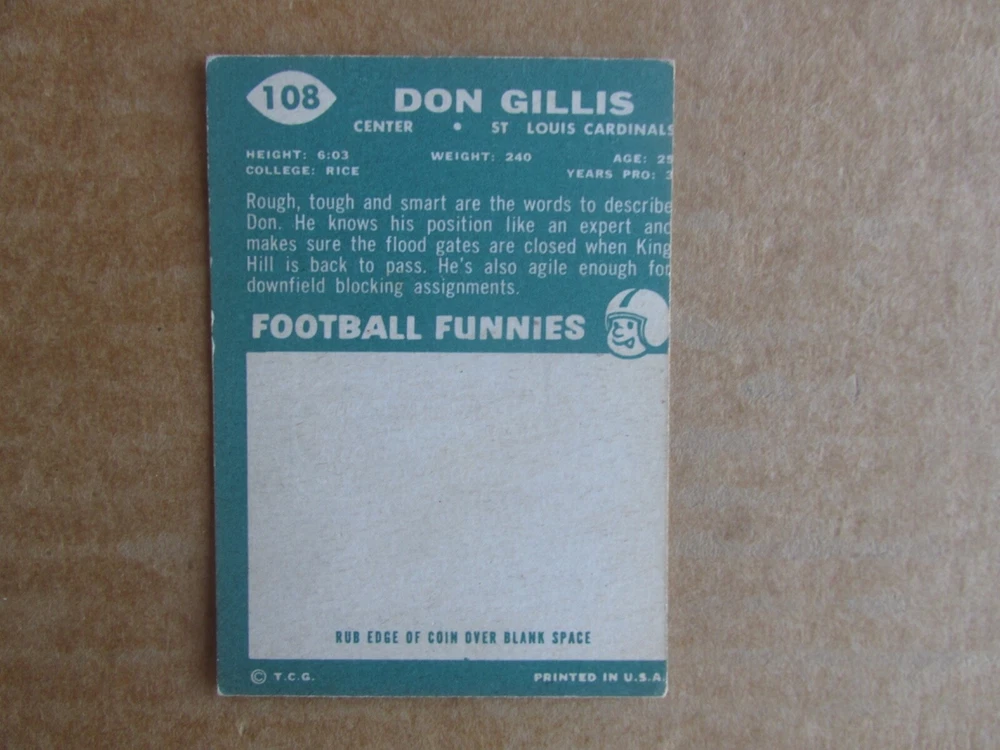 108
DON GILLIS
CENTER • ST LOUIS CARDINALS
HEIGHT: 6:03 WEIGHT: 240 AGE: 25
COLLEGE: RICE YEARS PRO: 3
Rough, tough and smart are the words to describe
Don. He knows his position like an expert and
makes sure the flood gates are closed when King
Hill is back to pass. He's also agile enough for
downfield blocking assignments.
FOOTBALL FUNNiES
RUB EDGE OF COIN OVER BLANK SPACE
© T.C.G. PRINTED IN U.S.A.